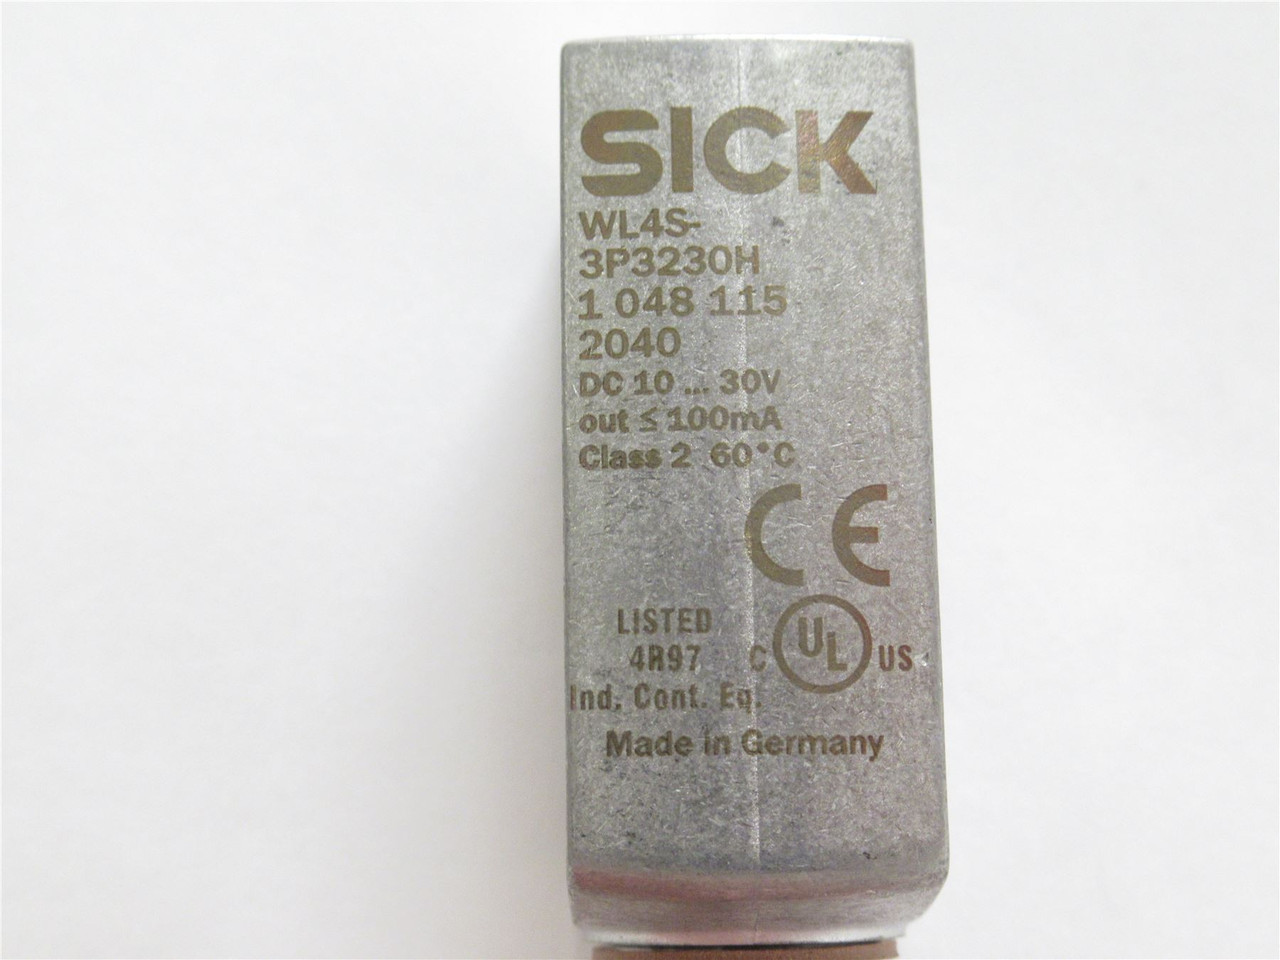 SICK
WL4S-
3P3230H
1 048 115
2040
DC 10 ... 30V
out ≤ 100mA
Class 2 60°C
CE
LISTED
4R97 C UL US
Ind. Cont. Eq.
Made in Germany